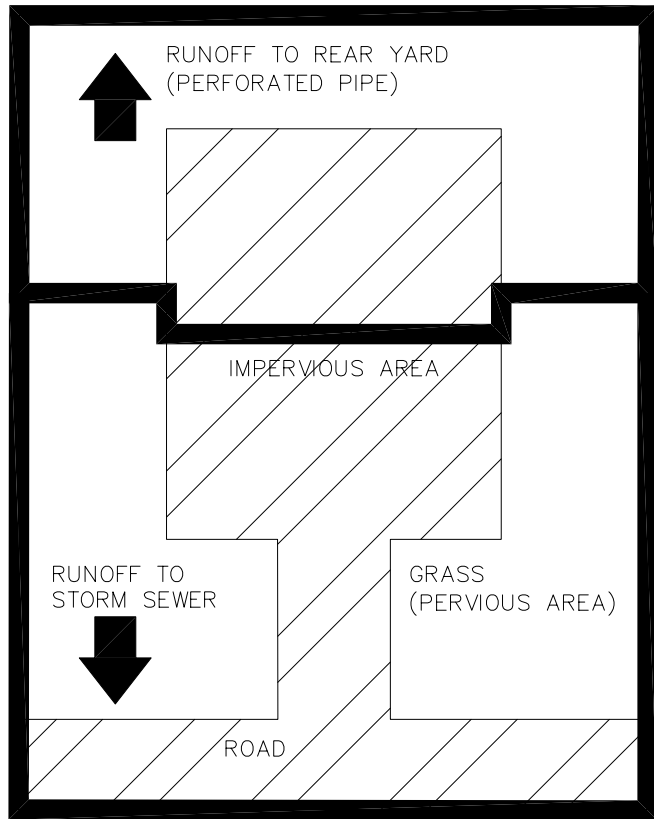 RUNOFF TO REAR YARD
(PERFORATED PIPE)
IMPERVIOUS AREA
RUNOFF TO
STORM SEWER
GRASS
(PERVIOUS AREA)
ROAD